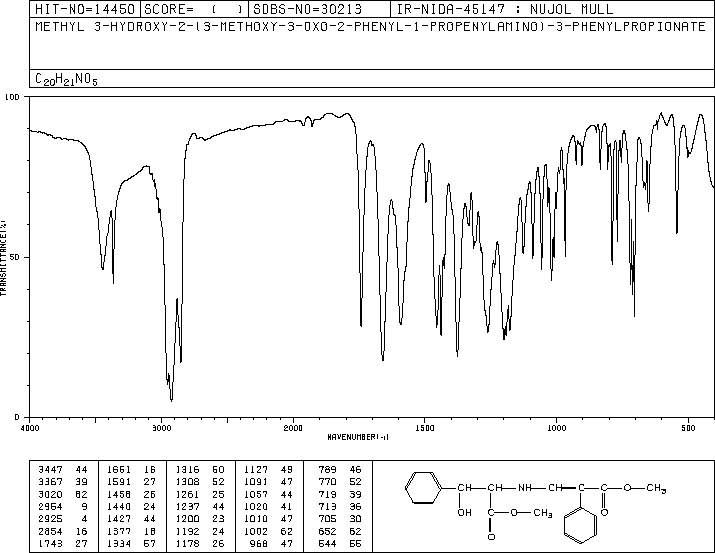 HIT-NO=14450 SCORE= ( ) SDBS-NO=30213 IR-NIDA-45147 : NUJOL MULL
METHYL 3-HYDROXY-2-(3-METHOXY-3-OXO-2-PHENYL-1-PROPENYLAMINO)-3-PHENYLPROPIONATE
C20H21NO5
100
50
0
TRANSMITTANCE(%)
4000 3000 2000 1500 1000 500
WAVENUMBER(-1)
3447 44 1661 16 1316 60 1127 49 789 46
3367 39 1591 27 1308 52 1091 47 770 52
3020 62 1458 26 1261 25 1057 44 719 39
2964 9 1440 24 1237 44 1020 41 713 36
2925 4 1427 44 1200 23 1010 47 705 30
2854 16 1377 18 1192 24 1002 62 652 62
1743 27 1334 57 1178 26 968 47 544 55
CH-CH-NH-CH=C-C-O-CH3
OH C-O-CH3 O
O